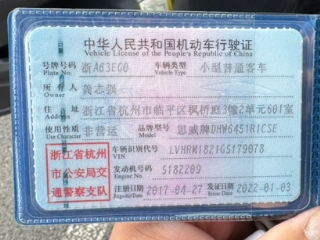 中华人民共和国机动车行驶证
Vehicle License of the People's Republic of China
号牌号码 浙A63EG0 车辆类型 小型普通客车
Plate No. Vehicle Type
所有人 黄志强
Owner
住址 浙江省杭州市临平区枫桥路3幢2单元601室
Address
使用性质 非营运 品牌型号 思威牌DHW6451R1CSE
Use Character Model
浙江省杭州
市公安局交
通警察支队
车辆识别代号 LVHRM1821G5179078
VIN
发动机号码 5182209
Engine No.
注册日期 2017-04-27 发证日期 2022-01-03
Register Date Issue Date